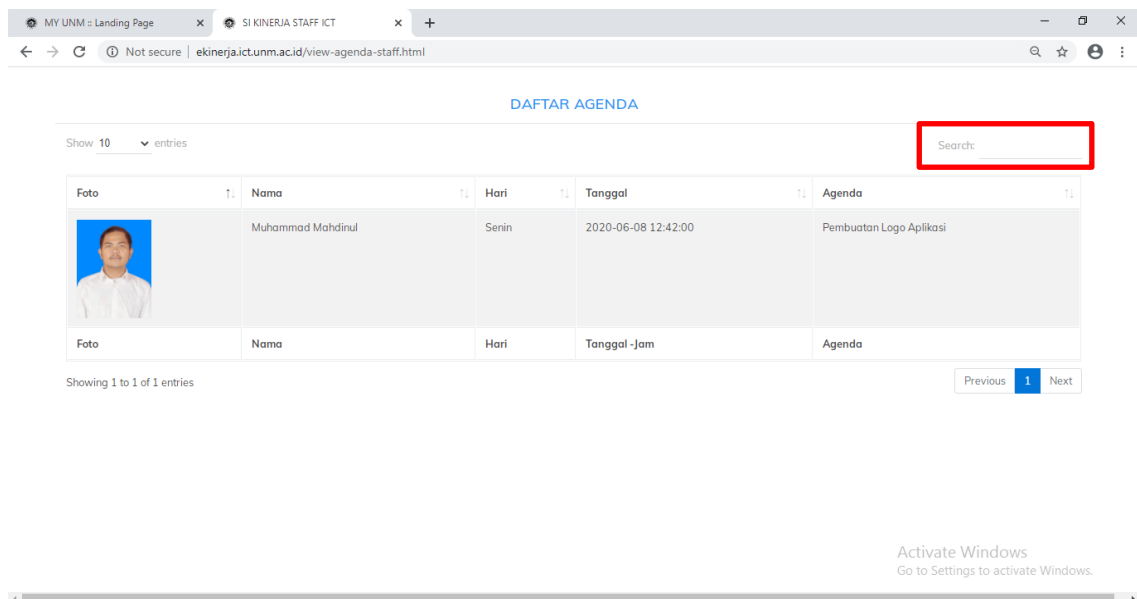 MY UNM :: Landing Page
SI KINERJA STAFF ICT
Not secure | ekinerja.ict.unm.ac.id/view-agenda-staff.html
DAFTAR AGENDA
Show 10 entries
Search:
Foto Nama Hari Tanggal Agenda
Muhammad Mahdinul Senin 2020-06-08 12:42:00 Pembuatan Logo Aplikasi
Foto Nama Hari Tanggal -Jam Agenda
Showing 1 to 1 of 1 entries
Previous 1 Next
Activate Windows
Go to Settings to activate Windows.